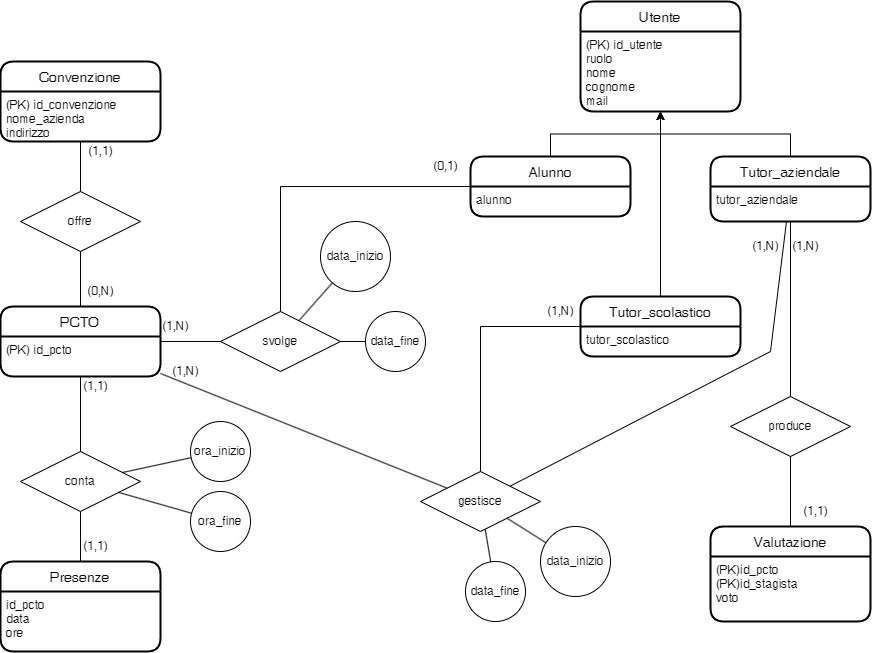 Utente
(PK) id_utente
ruolo
nome
cognome
mail
Convenzione
(PK) id_convenzione
nome_azienda
indirizzo
(1,1)
offre
(0,N)
(0,1)
Alunno
alunno
Tutor_aziendale
tutor_aziendale
(1,N)
(1,N)
data_inizio
PCTO
(PK) id_pcto
(1,N)
svolge
data_fine
(1,N)
Tutor_scolastico
tutor_scolastico
(1,N)
(1,1)
produce
ora_inizio
conta
ora_fine
gestisce
(1,1)
(1,1)
Presenze
id_pcto
data
ore
data_inizio
data_fine
Valutazione
(PK)id_pcto
(PK)id_stagista
voto